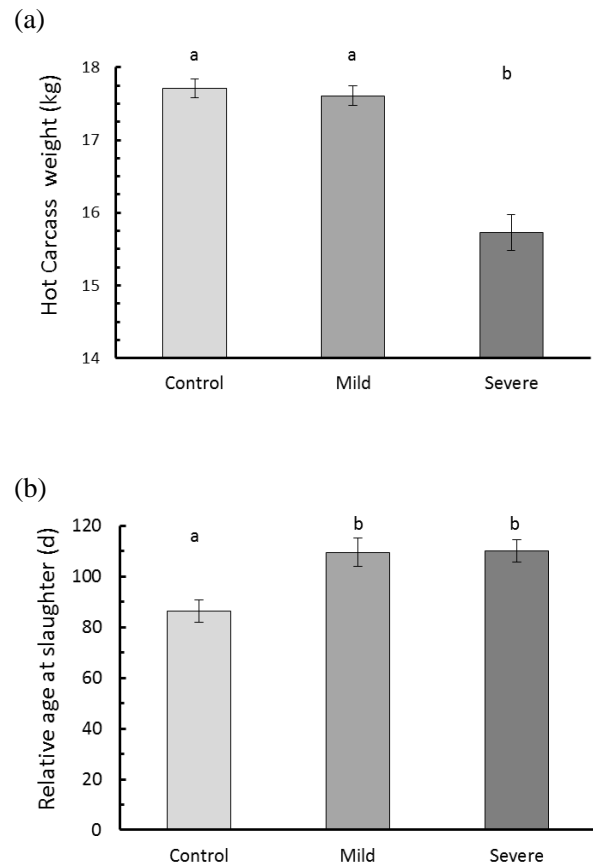 (a)
a a b
Hot Carcass weight (kg)
18
17
16
15
14
Control Mild Severe
(b)
a b b
Relative age at slaughter (d)
120
100
80
60
40
20
0
Control Mild Severe